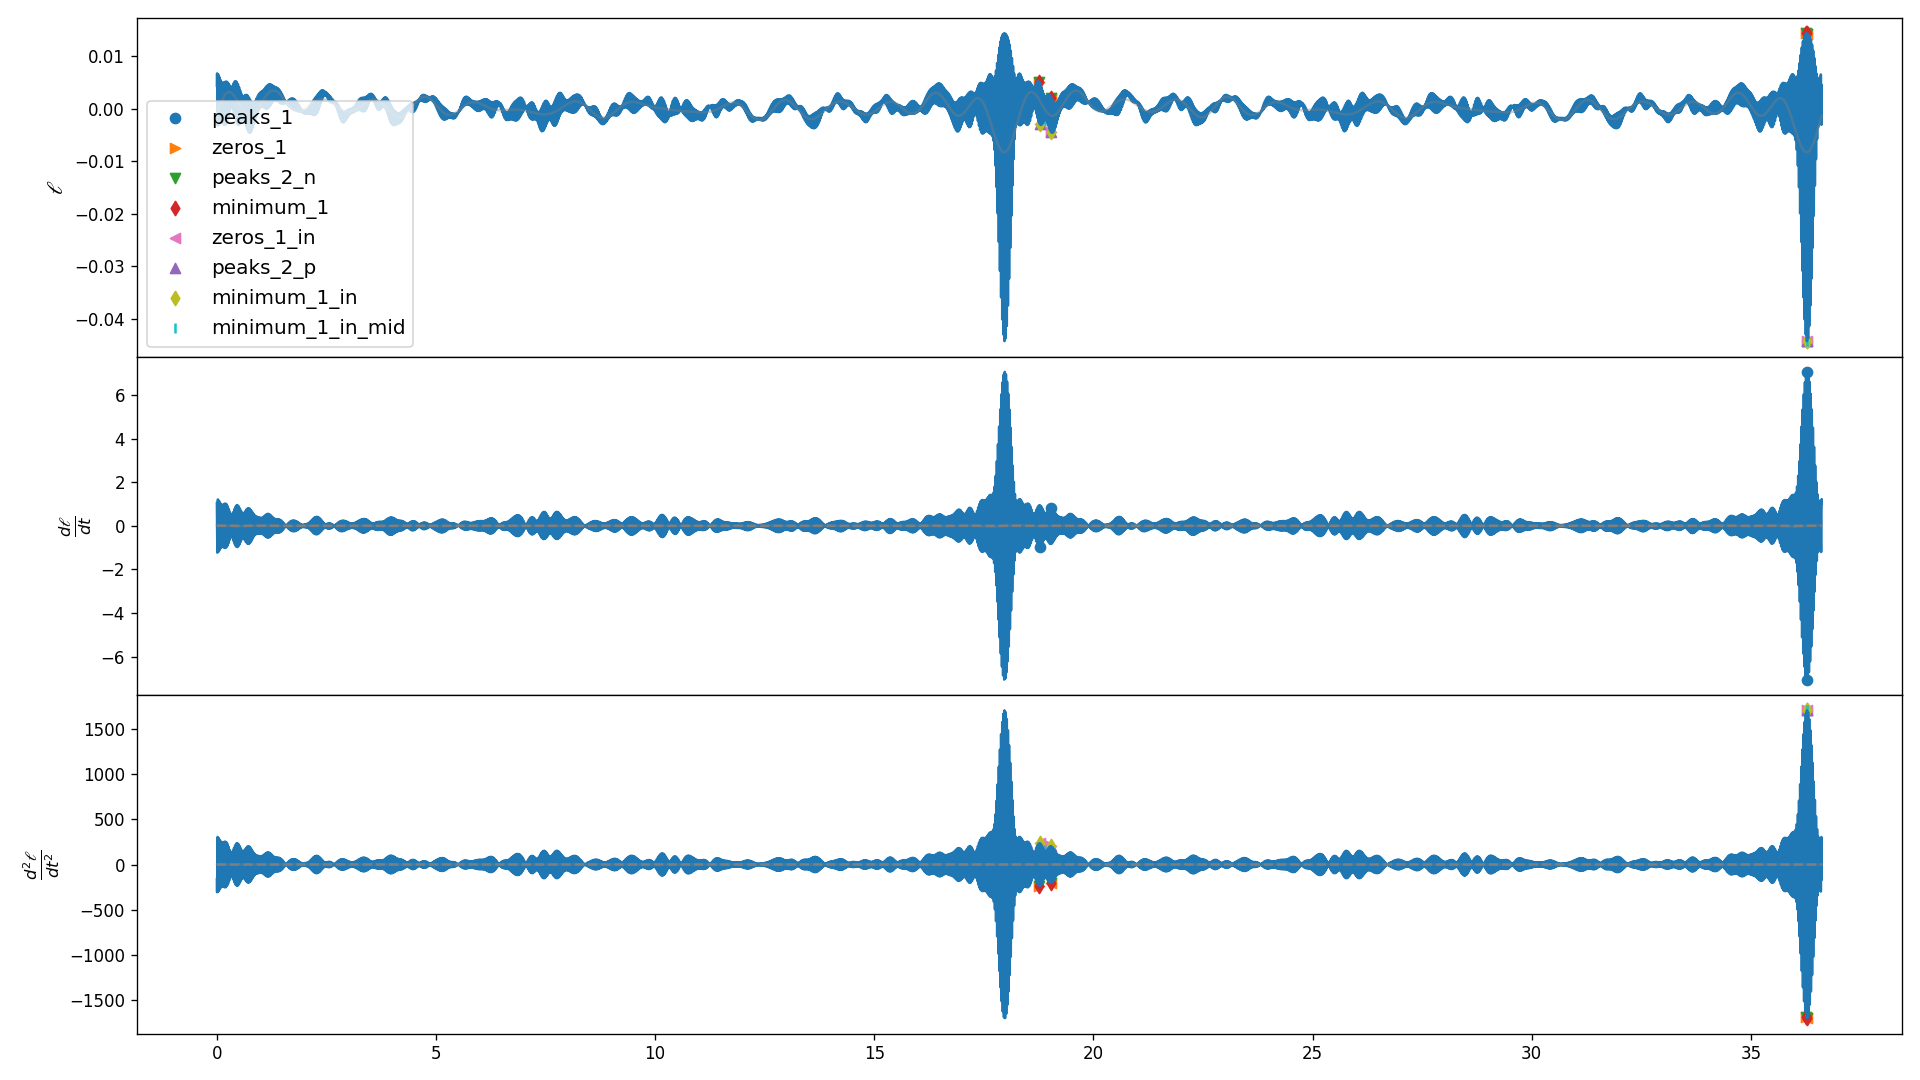 0.01
0.00
−0.01
−0.02
−0.03
−0.04
ℓ
peaks_1
zeros_1
peaks_2_n
minimum_1
zeros_1_in
peaks_2_p
minimum_1_in
minimum_1_in_mid
6
4
2
0
−2
−4
−6
dℓ
dt
1500
1000
500
0
−500
−1000
−1500
d²ℓ
dt²
0 5 10 15 20 25 30 35